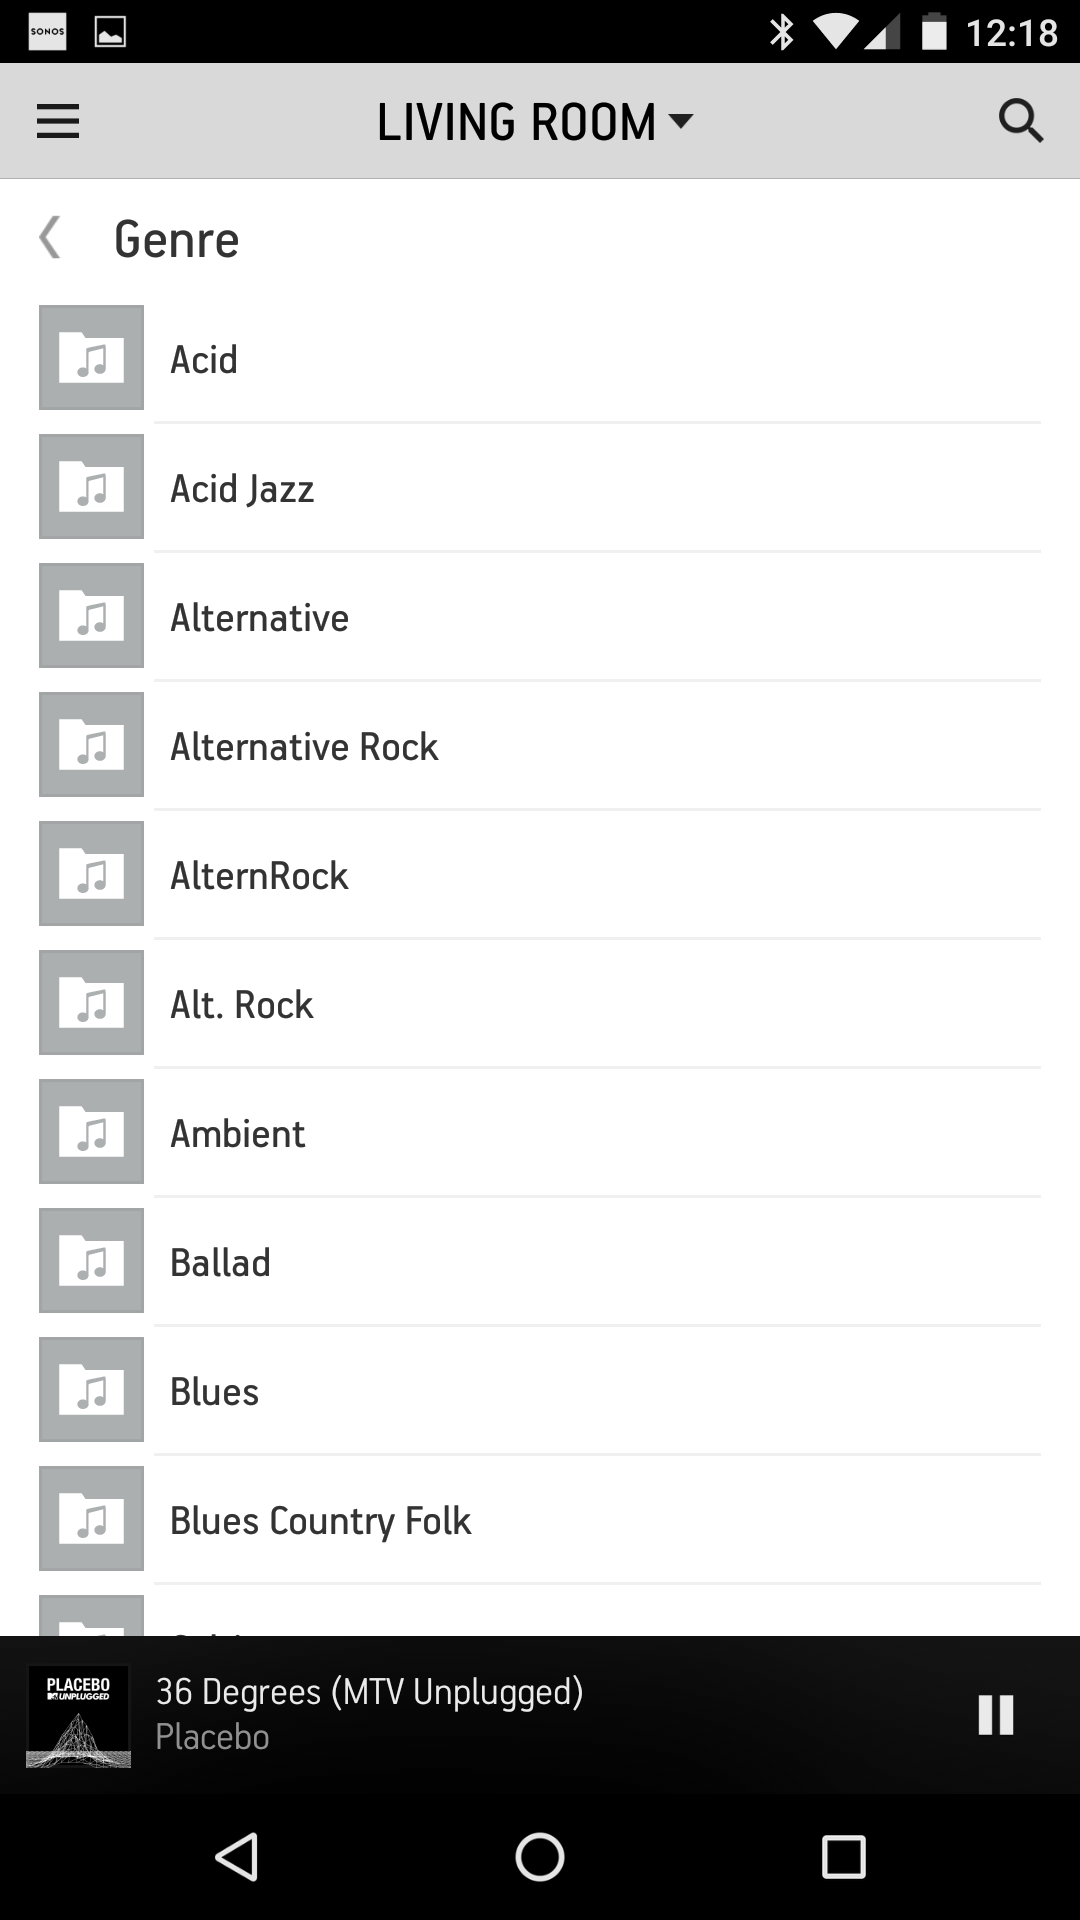 SONOS
12:18
LIVING ROOM
Genre
Acid
Acid Jazz
Alternative
Alternative Rock
AlternRock
Alt. Rock
Ambient
Ballad
Blues
Blues Country Folk
PLACEBO
MTV UNPLUGGED
36 Degrees (MTV Unplugged)
Placebo